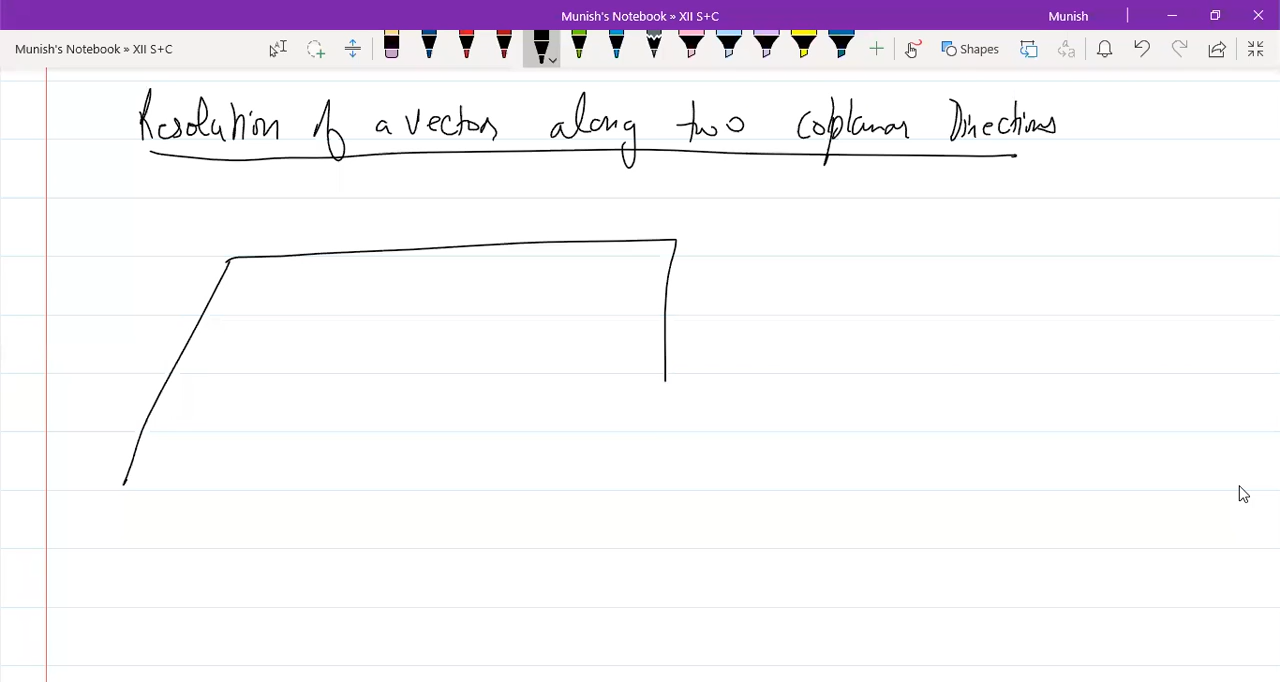 Munish's Notebook » XII S+C
Munish
Munish's Notebook » XII S+C
Shapes
Resolution of a vector along two coplanar Directions